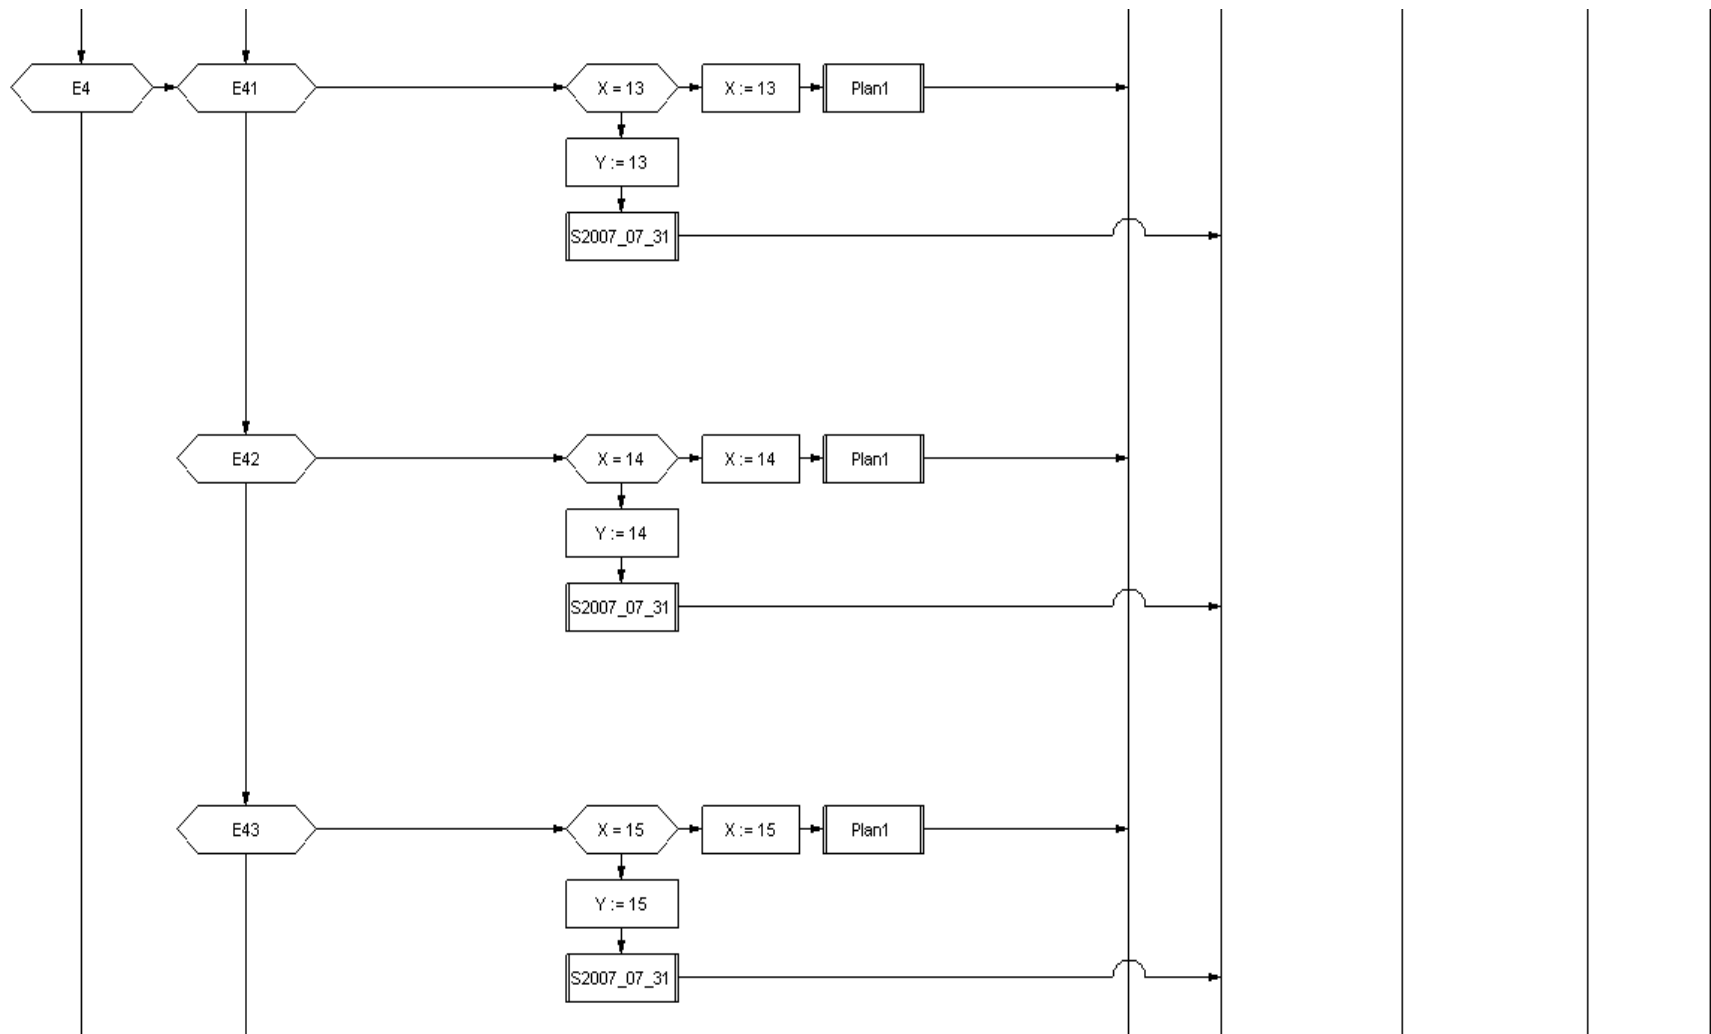 E4
E41
X = 13
X := 13
Plan1
Y := 13
S2007_07_31
E42
X = 14
X := 14
Plan1
Y := 14
S2007_07_31
E43
X = 15
X := 15
Plan1
Y := 15
S2007_07_31